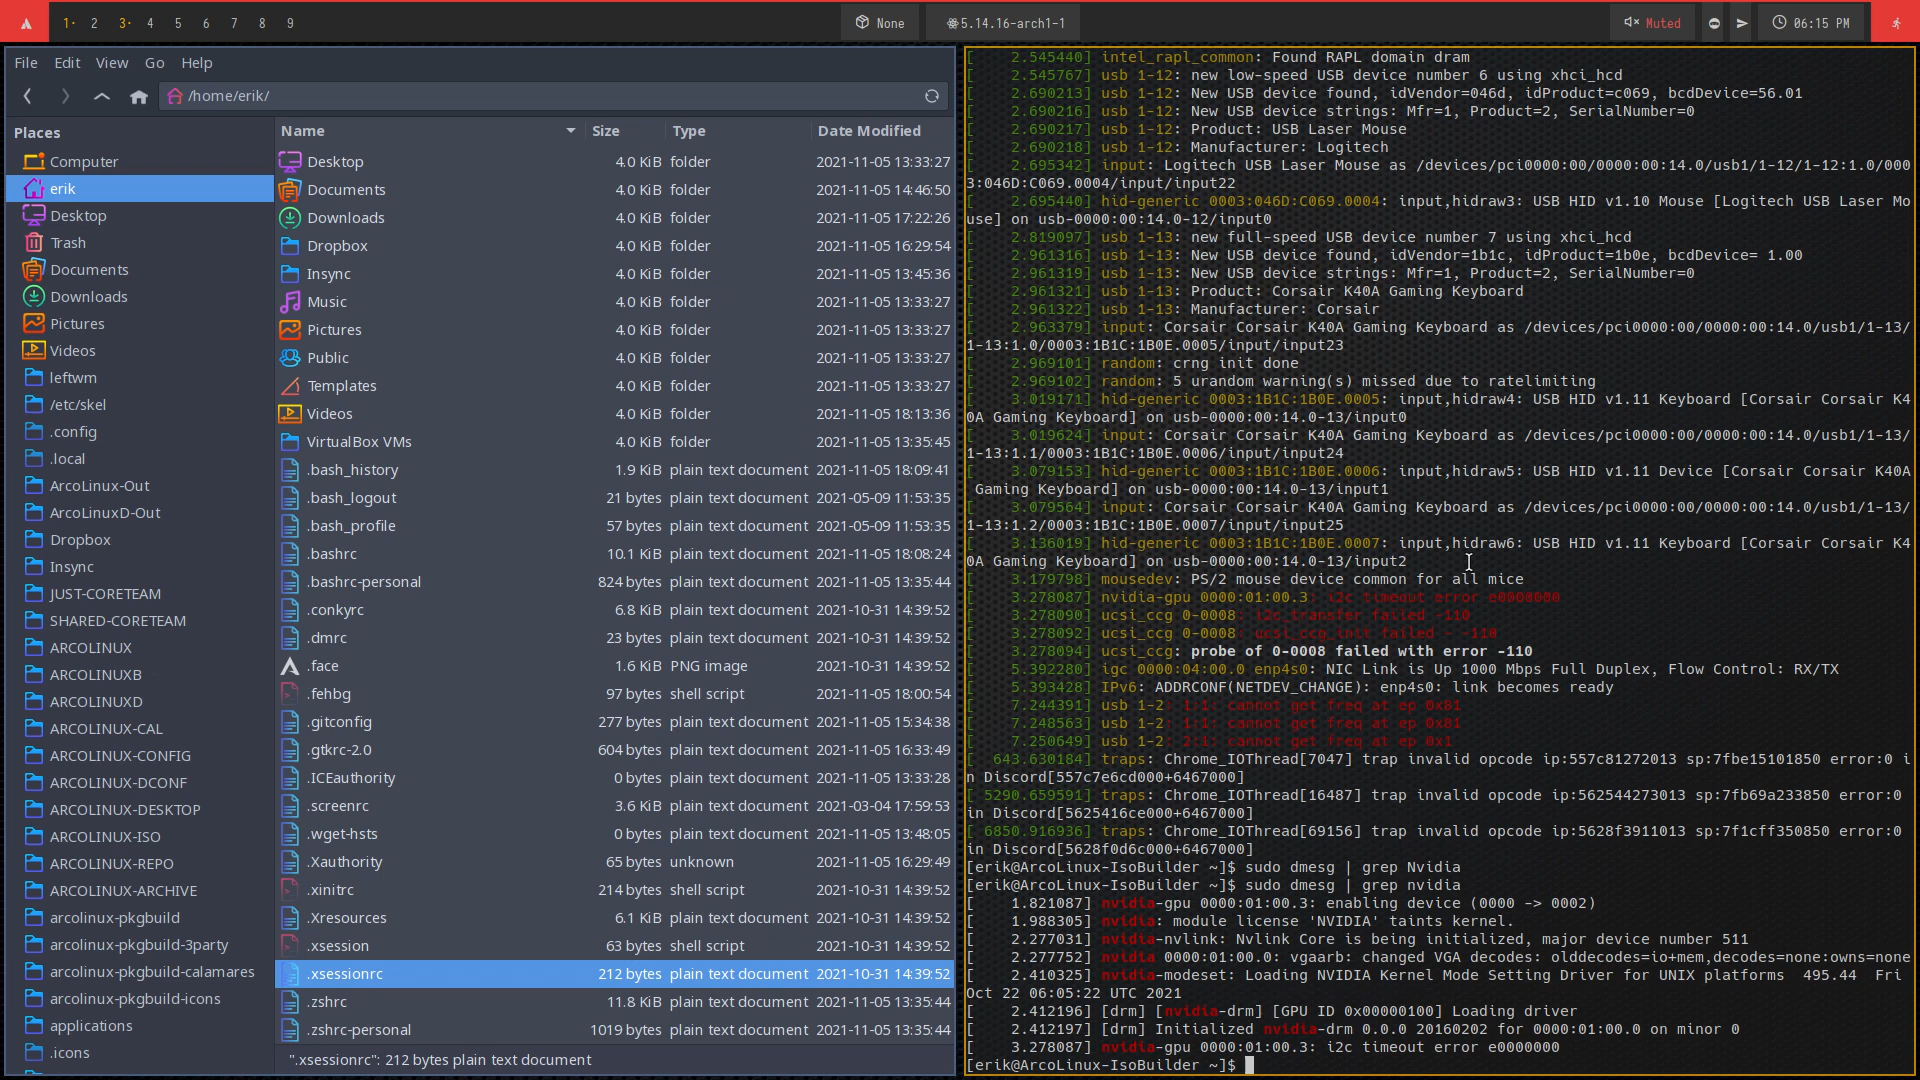 1· 2 3· 4 5 6 7 8 9
None
5.14.16-arch1-1
Muted
06:15 PM
File Edit View Go Help
/home/erik/
Places
Computer
erik
Desktop
Trash
Documents
Downloads
Pictures
Videos
leftwm
/etc/skel
.config
.local
ArcoLinux-Out
ArcoLinuxD-Out
Dropbox
Insync
JUST-CORETEAM
SHARED-CORETEAM
ARCOLINUX
ARCOLINUXB
ARCOLINUXD
ARCOLINUX-CAL
ARCOLINUX-CONFIG
ARCOLINUX-DCONF
ARCOLINUX-DESKTOP
ARCOLINUX-ISO
ARCOLINUX-REPO
ARCOLINUX-ARCHIVE
arcolinux-pkgbuild
arcolinux-pkgbuild-3party
arcolinux-pkgbuild-calamares
arcolinux-pkgbuild-icons
applications
.icons
Name Size Type Date Modified
Desktop 4.0 KiB folder 2021-11-05 13:33:27
Documents 4.0 KiB folder 2021-11-05 14:46:50
Downloads 4.0 KiB folder 2021-11-05 17:22:26
Dropbox 4.0 KiB folder 2021-11-05 16:29:54
Insync 4.0 KiB folder 2021-11-05 13:45:36
Music 4.0 KiB folder 2021-11-05 13:33:27
Pictures 4.0 KiB folder 2021-11-05 13:33:27
Public 4.0 KiB folder 2021-11-05 13:33:27
Templates 4.0 KiB folder 2021-11-05 13:33:27
Videos 4.0 KiB folder 2021-11-05 18:13:36
VirtualBox VMs 4.0 KiB folder 2021-11-05 13:35:45
.bash_history 1.9 KiB plain text document 2021-11-05 18:09:41
.bash_logout 21 bytes plain text document 2021-05-09 11:53:35
.bash_profile 57 bytes plain text document 2021-05-09 11:53:35
.bashrc 10.1 KiB plain text document 2021-11-05 18:08:24
.bashrc-personal 824 bytes plain text document 2021-11-05 13:35:44
.conkyrc 6.8 KiB plain text document 2021-10-31 14:39:52
.dmrc 23 bytes plain text document 2021-10-31 14:39:52
.face 1.6 KiB PNG image 2021-10-31 14:39:52
.fehbg 97 bytes shell script 2021-11-05 18:00:54
.gitconfig 277 bytes plain text document 2021-11-05 15:34:38
.gtkrc-2.0 604 bytes plain text document 2021-11-05 16:33:49
.ICEauthority 0 bytes plain text document 2021-11-05 13:33:28
.screenrc 3.6 KiB plain text document 2021-03-04 17:59:53
.wget-hsts 0 bytes plain text document 2021-11-05 13:48:05
.Xauthority 65 bytes unknown 2021-11-05 16:29:49
.xinitrc 214 bytes shell script 2021-10-31 14:39:52
.Xresources 6.1 KiB plain text document 2021-10-31 14:39:52
.xsession 63 bytes shell script 2021-10-31 14:39:52
.xsessionrc 212 bytes plain text document 2021-10-31 14:39:52
.zshrc 11.8 KiB plain text document 2021-11-05 13:35:44
.zshrc-personal 1019 bytes plain text document 2021-11-05 13:35:44
".xsessionrc": 212 bytes plain text document
[    2.545440] intel_rapl_common: Found RAPL domain dram
[    2.545767] usb 1-12: new low-speed USB device number 6 using xhci_hcd
[    2.690213] usb 1-12: New USB device found, idVendor=046d, idProduct=c069, bcdDevice=56.01
[    2.690216] usb 1-12: New USB device strings: Mfr=1, Product=2, SerialNumber=0
[    2.690217] usb 1-12: Product: USB Laser Mouse
[    2.690218] usb 1-12: Manufacturer: Logitech
[    2.695342] input: Logitech USB Laser Mouse as /devices/pci0000:00/0000:00:14.0/usb1/1-12/1-12:1.0/000
3:046D:C069.0004/input/input22
[    2.695440] hid-generic 0003:046D:C069.0004: input,hidraw3: USB HID v1.10 Mouse [Logitech USB Laser Mo
use] on usb-0000:00:14.0-12/input0
[    2.819097] usb 1-13: new full-speed USB device number 7 using xhci_hcd
[    2.961316] usb 1-13: New USB device found, idVendor=1b1c, idProduct=1b0e, bcdDevice= 1.00
[    2.961319] usb 1-13: New USB device strings: Mfr=1, Product=2, SerialNumber=0
[    2.961321] usb 1-13: Product: Corsair K40A Gaming Keyboard
[    2.961322] usb 1-13: Manufacturer: Corsair
[    2.963379] input: Corsair Corsair K40A Gaming Keyboard as /devices/pci0000:00/0000:00:14.0/usb1/1-13/
1-13:1.0/0003:1B1C:1B0E.0005/input/input23
[    2.969101] random: crng init done
[    2.969102] random: 5 urandom warning(s) missed due to ratelimiting
[    3.019171] hid-generic 0003:1B1C:1B0E.0005: input,hidraw4: USB HID v1.11 Keyboard [Corsair Corsair K4
0A Gaming Keyboard] on usb-0000:00:14.0-13/input0
[    3.019624] input: Corsair Corsair K40A Gaming Keyboard as /devices/pci0000:00/0000:00:14.0/usb1/1-13/
1-13:1.1/0003:1B1C:1B0E.0006/input/input24
[    3.079153] hid-generic 0003:1B1C:1B0E.0006: input,hidraw5: USB HID v1.11 Device [Corsair Corsair K40A
 Gaming Keyboard] on usb-0000:00:14.0-13/input1
[    3.079564] input: Corsair Corsair K40A Gaming Keyboard as /devices/pci0000:00/0000:00:14.0/usb1/1-13/
1-13:1.2/0003:1B1C:1B0E.0007/input/input25
[    3.136019] hid-generic 0003:1B1C:1B0E.0007: input,hidraw6: USB HID v1.11 Keyboard [Corsair Corsair K4
0A Gaming Keyboard] on usb-0000:00:14.0-13/input2
[    3.179798] mousedev: PS/2 mouse device common for all mice
[    3.278087] nvidia-gpu 0000:01:00.3: i2c timeout error e0000000
[    3.278090] ucsi_ccg 0-0008: i2c_transfer failed -110
[    3.278092] ucsi_ccg 0-0008: ucsi_ccg_init failed - -110
[    3.278094] ucsi_ccg: probe of 0-0008 failed with error -110
[    5.392280] igc 0000:04:00.0 enp4s0: NIC Link is Up 1000 Mbps Full Duplex, Flow Control: RX/TX
[    5.393428] IPv6: ADDRCONF(NETDEV_CHANGE): enp4s0: link becomes ready
[    7.244391] usb 1-2: 1:1: cannot get freq at ep 0x81
[    7.248563] usb 1-2: 1:1: cannot get freq at ep 0x81
[    7.250649] usb 1-2: 2:1: cannot get freq at ep 0x1
[  643.630184] traps: Chrome_IOThread[7047] trap invalid opcode ip:557c81272013 sp:7fbe15101850 error:0 i
n Discord[557c7e6cd000+6467000]
[ 5290.659591] traps: Chrome_IOThread[16487] trap invalid opcode ip:562544273013 sp:7fb69a233850 error:0
in Discord[5625416ce000+6467000]
[ 6850.916936] traps: Chrome_IOThread[69156] trap invalid opcode ip:5628f3911013 sp:7f1cff350850 error:0
in Discord[5628f0d6c000+6467000]
[erik@ArcoLinux-IsoBuilder ~]$ sudo dmesg | grep Nvidia
[erik@ArcoLinux-IsoBuilder ~]$ sudo dmesg | grep nvidia
[    1.821087] nvidia-gpu 0000:01:00.3: enabling device (0000 -> 0002)
[    1.988305] nvidia: module license 'NVIDIA' taints kernel.
[    2.277031] nvidia-nvlink: Nvlink Core is being initialized, major device number 511
[    2.277752] nvidia 0000:01:00.0: vgaarb: changed VGA decodes: olddecodes=io+mem,decodes=none:owns=none
[    2.410325] nvidia-modeset: Loading NVIDIA Kernel Mode Setting Driver for UNIX platforms  495.44  Fri
Oct 22 06:05:22 UTC 2021
[    2.412196] [drm] [nvidia-drm] [GPU ID 0x00000100] Loading driver
[    2.412197] [drm] Initialized nvidia-drm 0.0.0 20160202 for 0000:01:00.0 on minor 0
[    3.278087] nvidia-gpu 0000:01:00.3: i2c timeout error e0000000
[erik@ArcoLinux-IsoBuilder ~]$